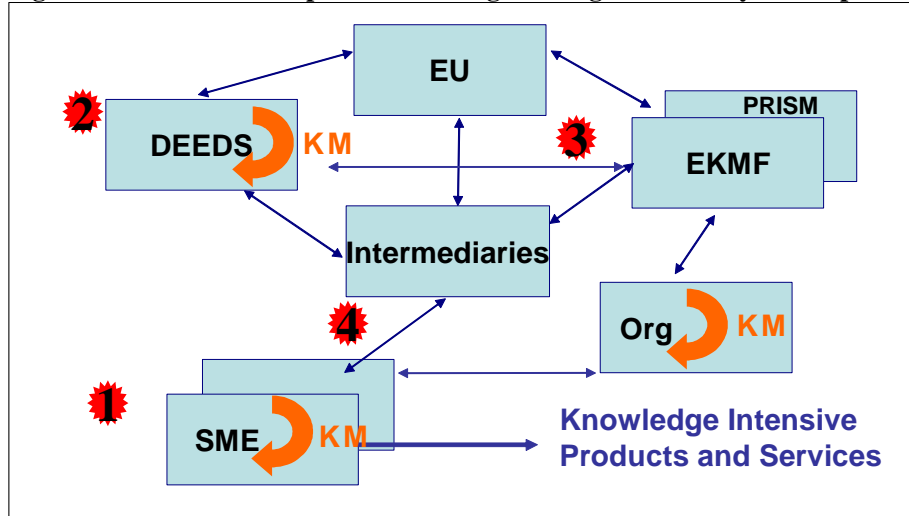 EU
PRISM
2
DEEDS
KM
3
EKMF
Intermediaries
4
Org
KM
1
SME
KM
Knowledge Intensive
Products and Services